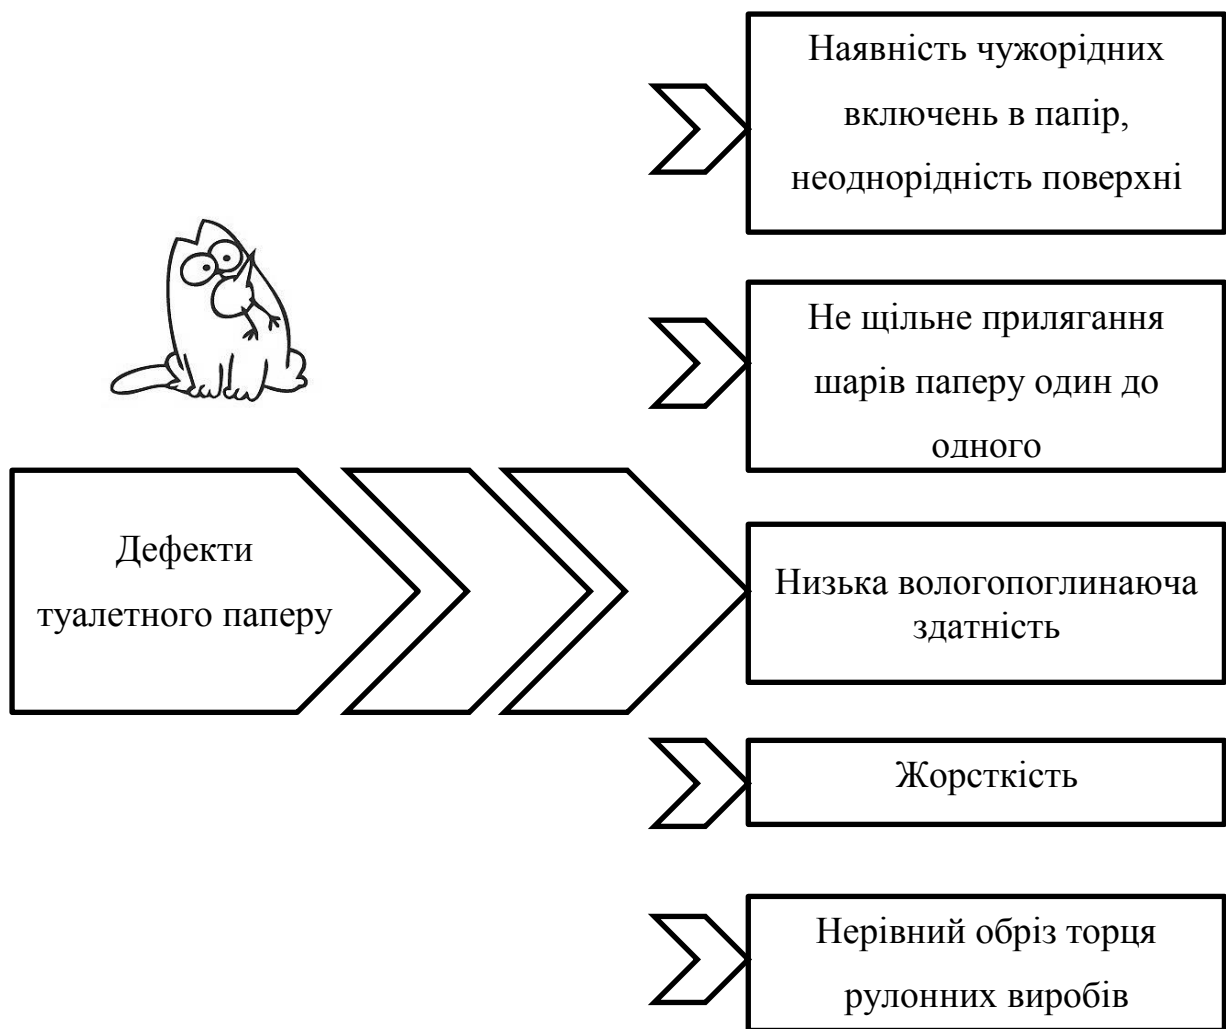 Наявність чужорідних
включень в папір,
неоднорідність поверхні
Не щільне прилягання
шарів паперу один до
одного
Дефекти
туалетного паперу
Низька вологопоглинаюча
здатність
Жорсткість
Нерівний обріз торця
рулонних виробів